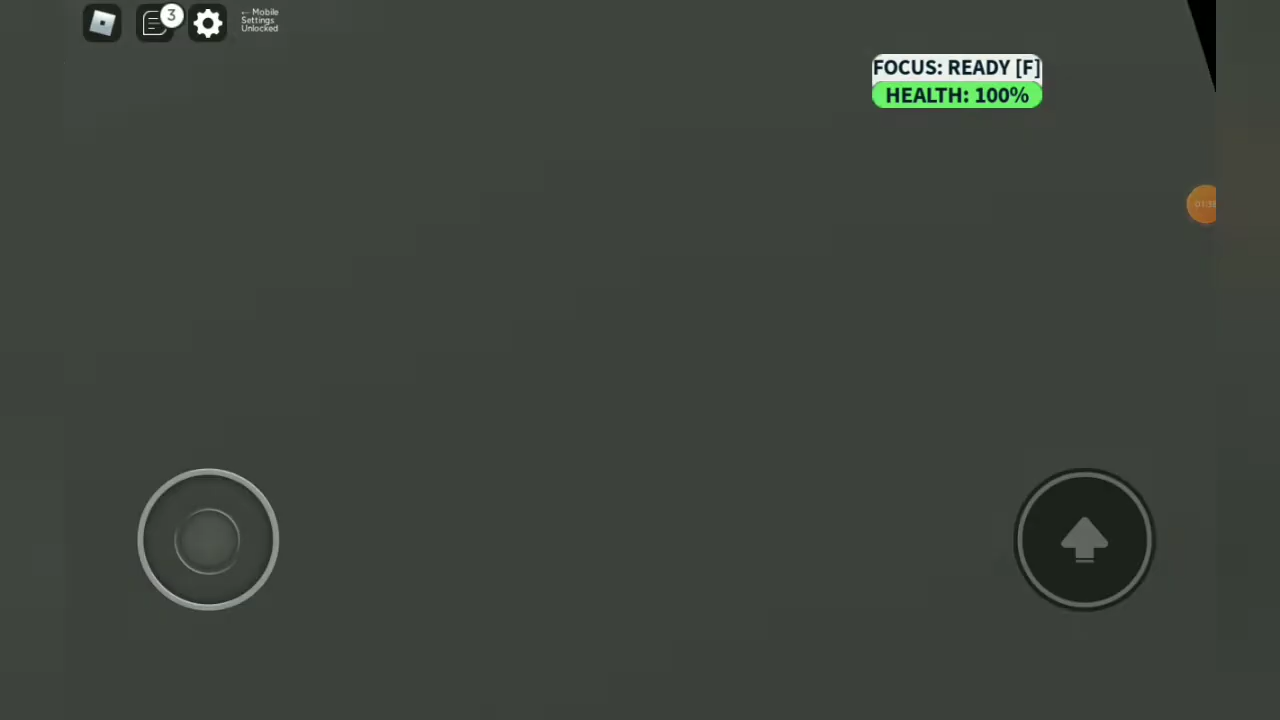 3
← Mobile
Settings
Unlocked
FOCUS: READY [F]
HEALTH: 100%